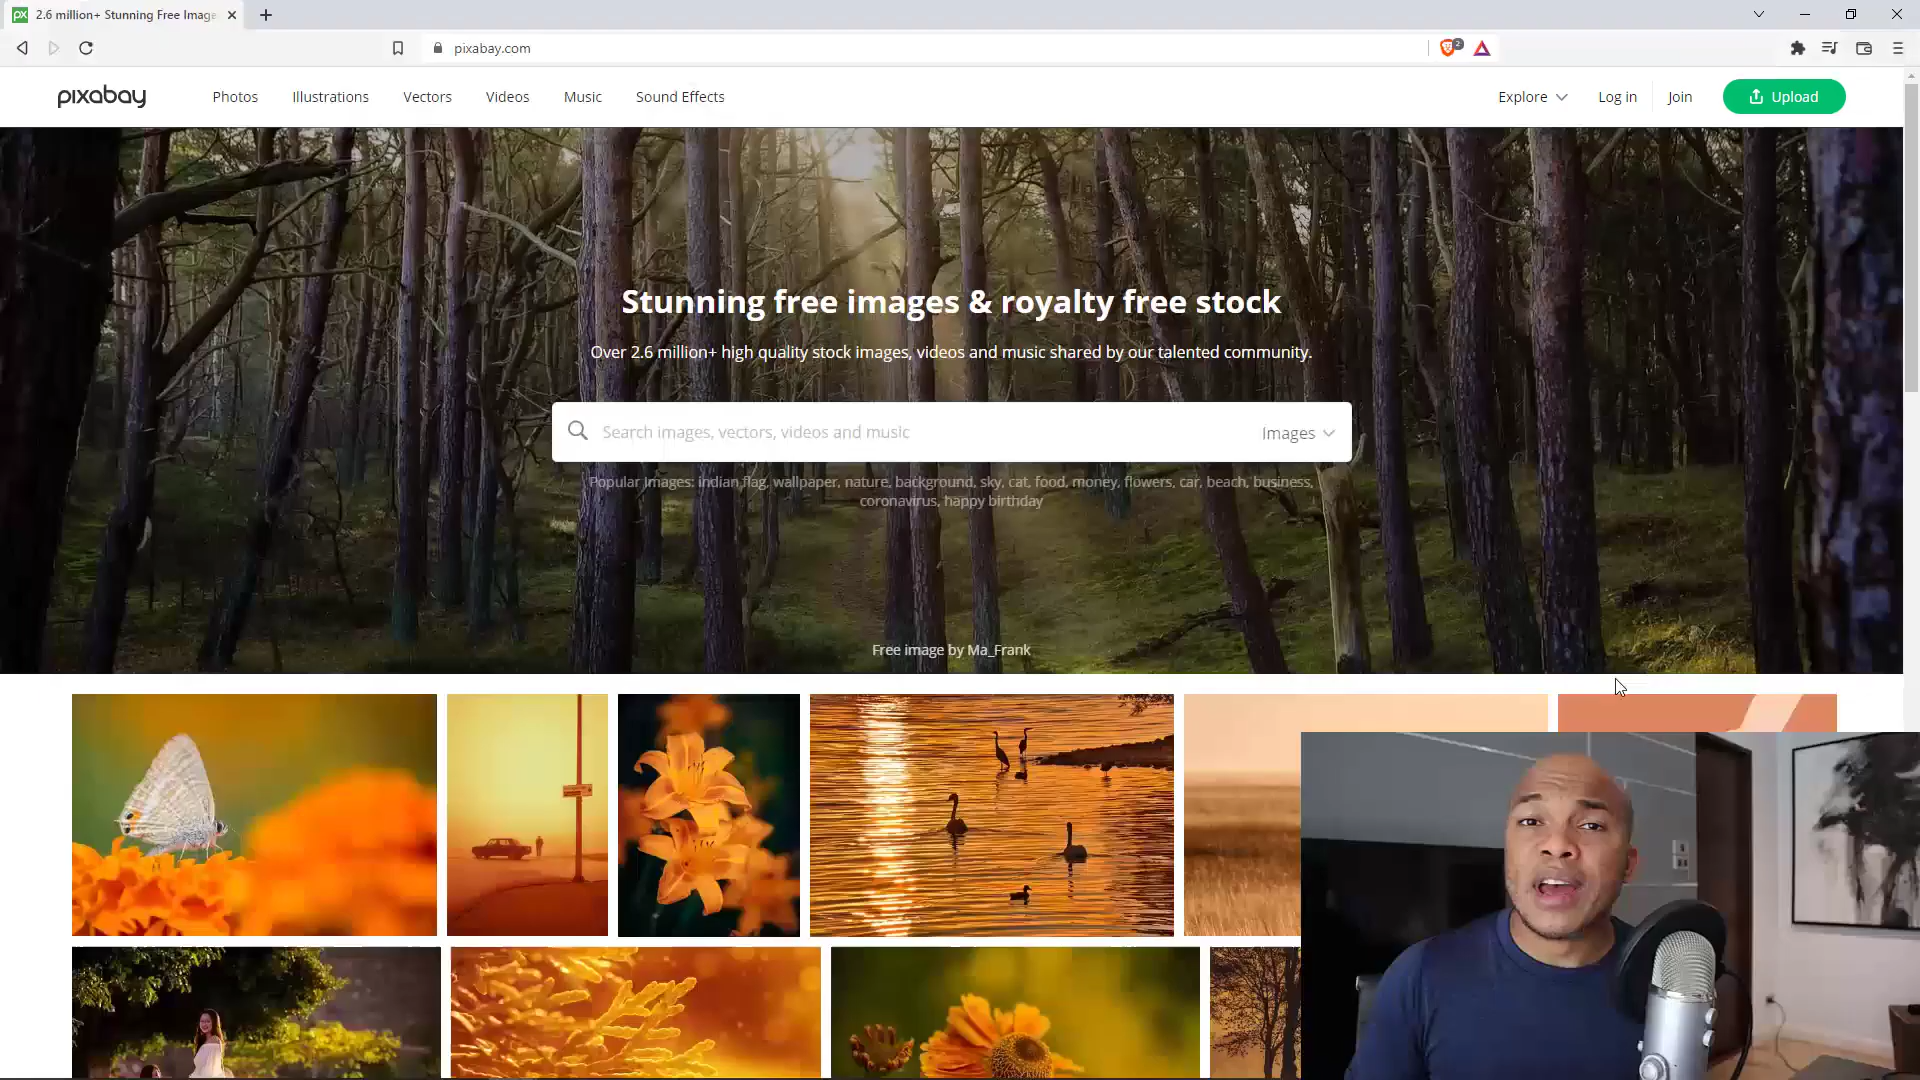 2.6 million+ Stunning Free Image
pixabay.com
2
pixabay
Photos
Illustrations
Vectors
Videos
Music
Sound Effects
Explore
Log in
Join
Upload
Stunning free images & royalty free stock
Over 2.6 million+ high quality stock images, videos and music shared by our talented community.
Search images, vectors, videos and music
Images
Popular Images: indian flag, wallpaper, nature, background, sky, cat, food, money, flowers, car, beach, business,
coronavirus, happy birthday
Free image by Ma_Frank